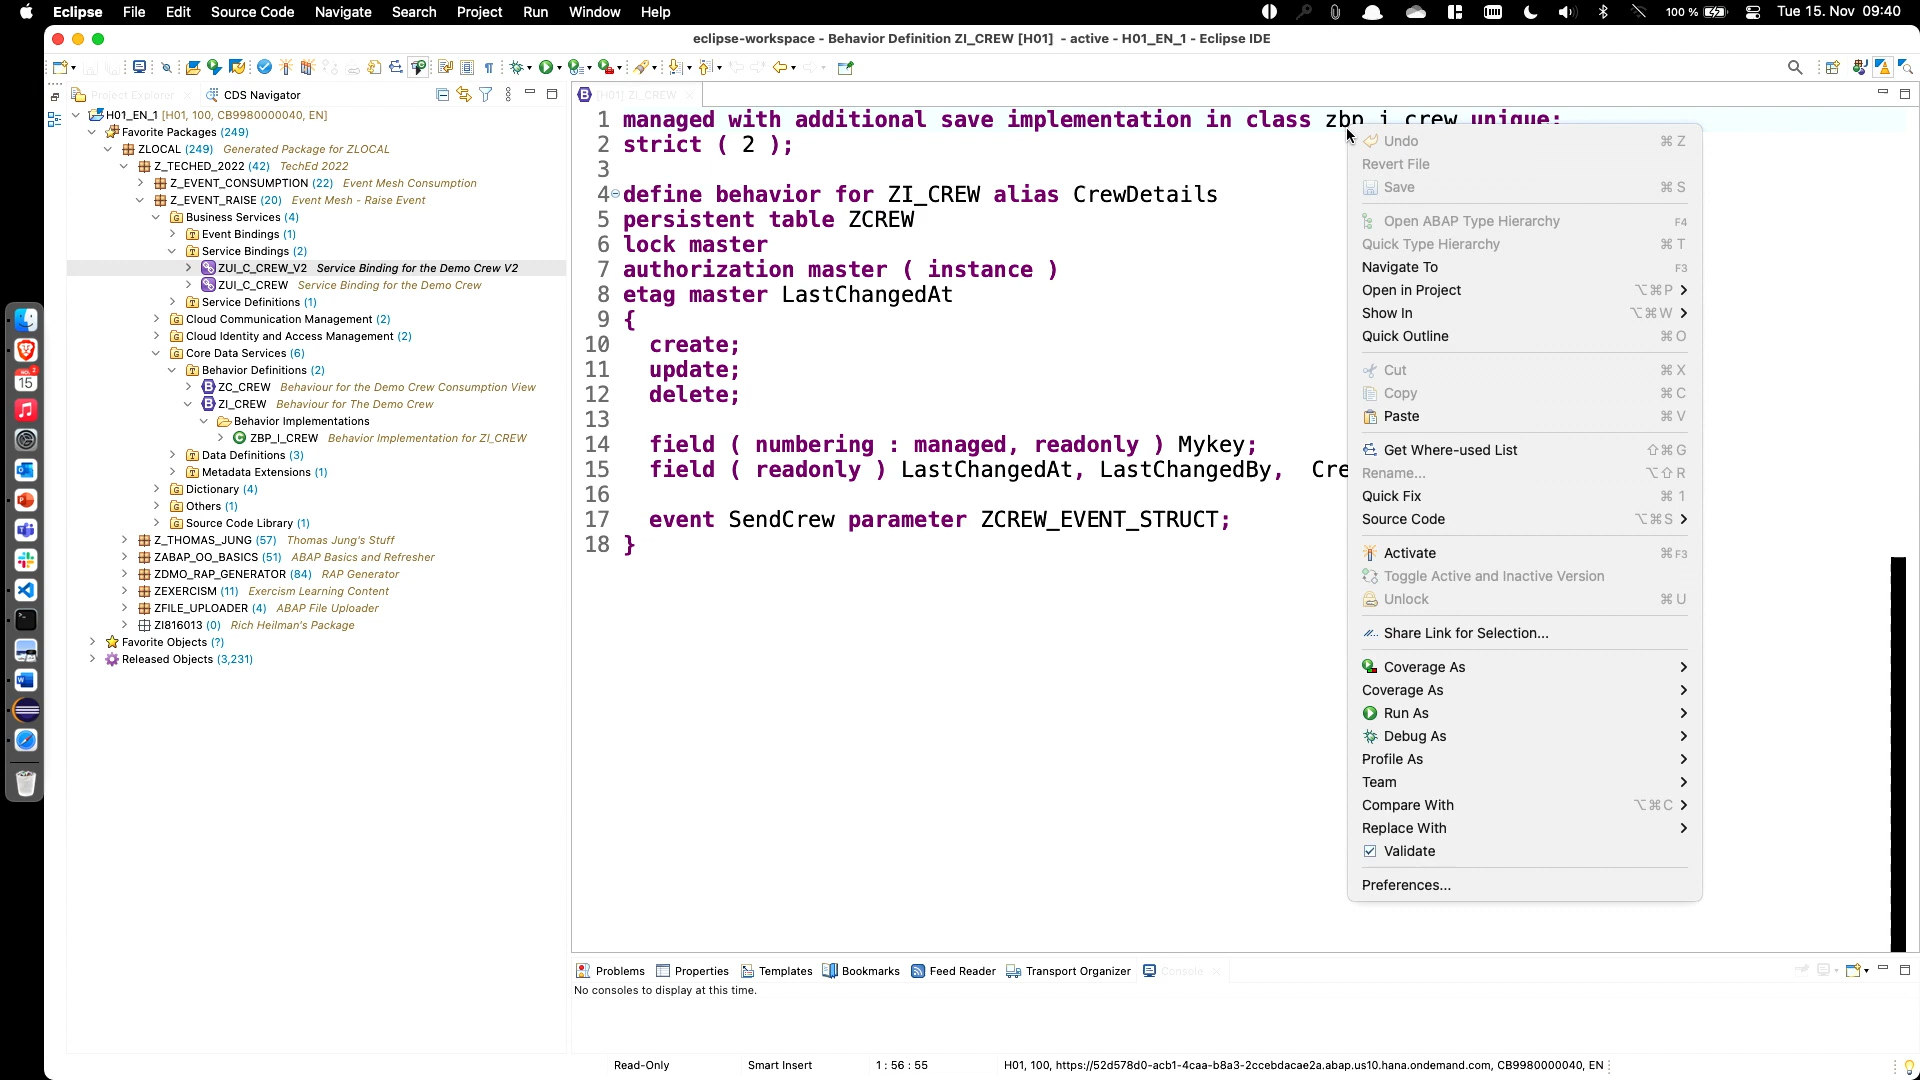 Eclipse File Edit Source Code Navigate Search Project Run Window Help
100 % Tue 15. Nov 09:40
eclipse-workspace - Behavior Definition ZI_CREW [H01] - active - H01_EN_1 - Eclipse IDE
Project Explorer CDS Navigator
H01_EN_1 [H01, 100, CB9980000040, EN]
Favorite Packages (249)
ZLOCAL (249) Generated Package for ZLOCAL
Z_TECHED_2022 (42) TechEd 2022
Z_EVENT_CONSUMPTION (22) Event Mesh Consumption
Z_EVENT_RAISE (20) Event Mesh - Raise Event
Business Services (4)
Event Bindings (1)
Service Bindings (2)
ZUI_C_CREW_V2 Service Binding for the Demo Crew V2
ZUI_C_CREW Service Binding for the Demo Crew
Service Definitions (1)
Cloud Communication Management (2)
Cloud Identity and Access Management (2)
Core Data Services (6)
Behavior Definitions (2)
ZC_CREW Behaviour for the Demo Crew Consumption View
ZI_CREW Behaviour for The Demo Crew
Behavior Implementations
ZBP_I_CREW Behavior Implementation for ZI_CREW
Data Definitions (3)
Metadata Extensions (1)
Dictionary (4)
Others (1)
Source Code Library (1)
Z_THOMAS_JUNG (57) Thomas Jung's Stuff
ZABAP_OO_BASICS (51) ABAP Basics and Refresher
ZDMO_RAP_GENERATOR (84) RAP Generator
ZEXERCISM (11) Exercism Learning Content
ZFILE_UPLOADER (4) ABAP File Uploader
ZI816013 (0) Rich Heilman's Package
Favorite Objects (?)
Released Objects (3,231)
15
[H01] ZI_CREW
1 managed with additional save implementation in class zbp_i_crew unique;
2 strict ( 2 );
3
4 define behavior for ZI_CREW alias CrewDetails
5 persistent table ZCREW
6 lock master
7 authorization master ( instance )
8 etag master LastChangedAt
9 {
10 create;
11 update;
12 delete;
13
14 field ( numbering : managed, readonly ) Mykey;
15 field ( readonly ) LastChangedAt, LastChangedBy, Cre
16
17 event SendCrew parameter ZCREW_EVENT_STRUCT;
18 }
Undo ⌘ Z
Revert File
Save ⌘ S
Open ABAP Type Hierarchy F4
Quick Type Hierarchy ⌘ T
Navigate To F3
Open in Project ⌥⌘P
Show In ⌥⌘W
Quick Outline ⌘ O
Cut ⌘ X
Copy ⌘ C
Paste ⌘ V
Get Where-used List ⇧⌘G
Rename... ⌥⇧R
Quick Fix ⌘ 1
Source Code ⌥⌘S
Activate ⌘F3
Toggle Active and Inactive Version
Unlock ⌘ U
Share Link for Selection...
Coverage As
Coverage As
Run As
Debug As
Profile As
Team
Compare With ⌥⌘C
Replace With
Validate
Preferences...
Problems Properties Templates Bookmarks Feed Reader Transport Organizer Console
No consoles to display at this time.
Read-Only Smart Insert 1 : 56 : 55 H01, 100, https://52d578d0-acb1-4caa-b8a3-2ccebdacae2a.abap.us10.hana.ondemand.com, CB9980000040, EN